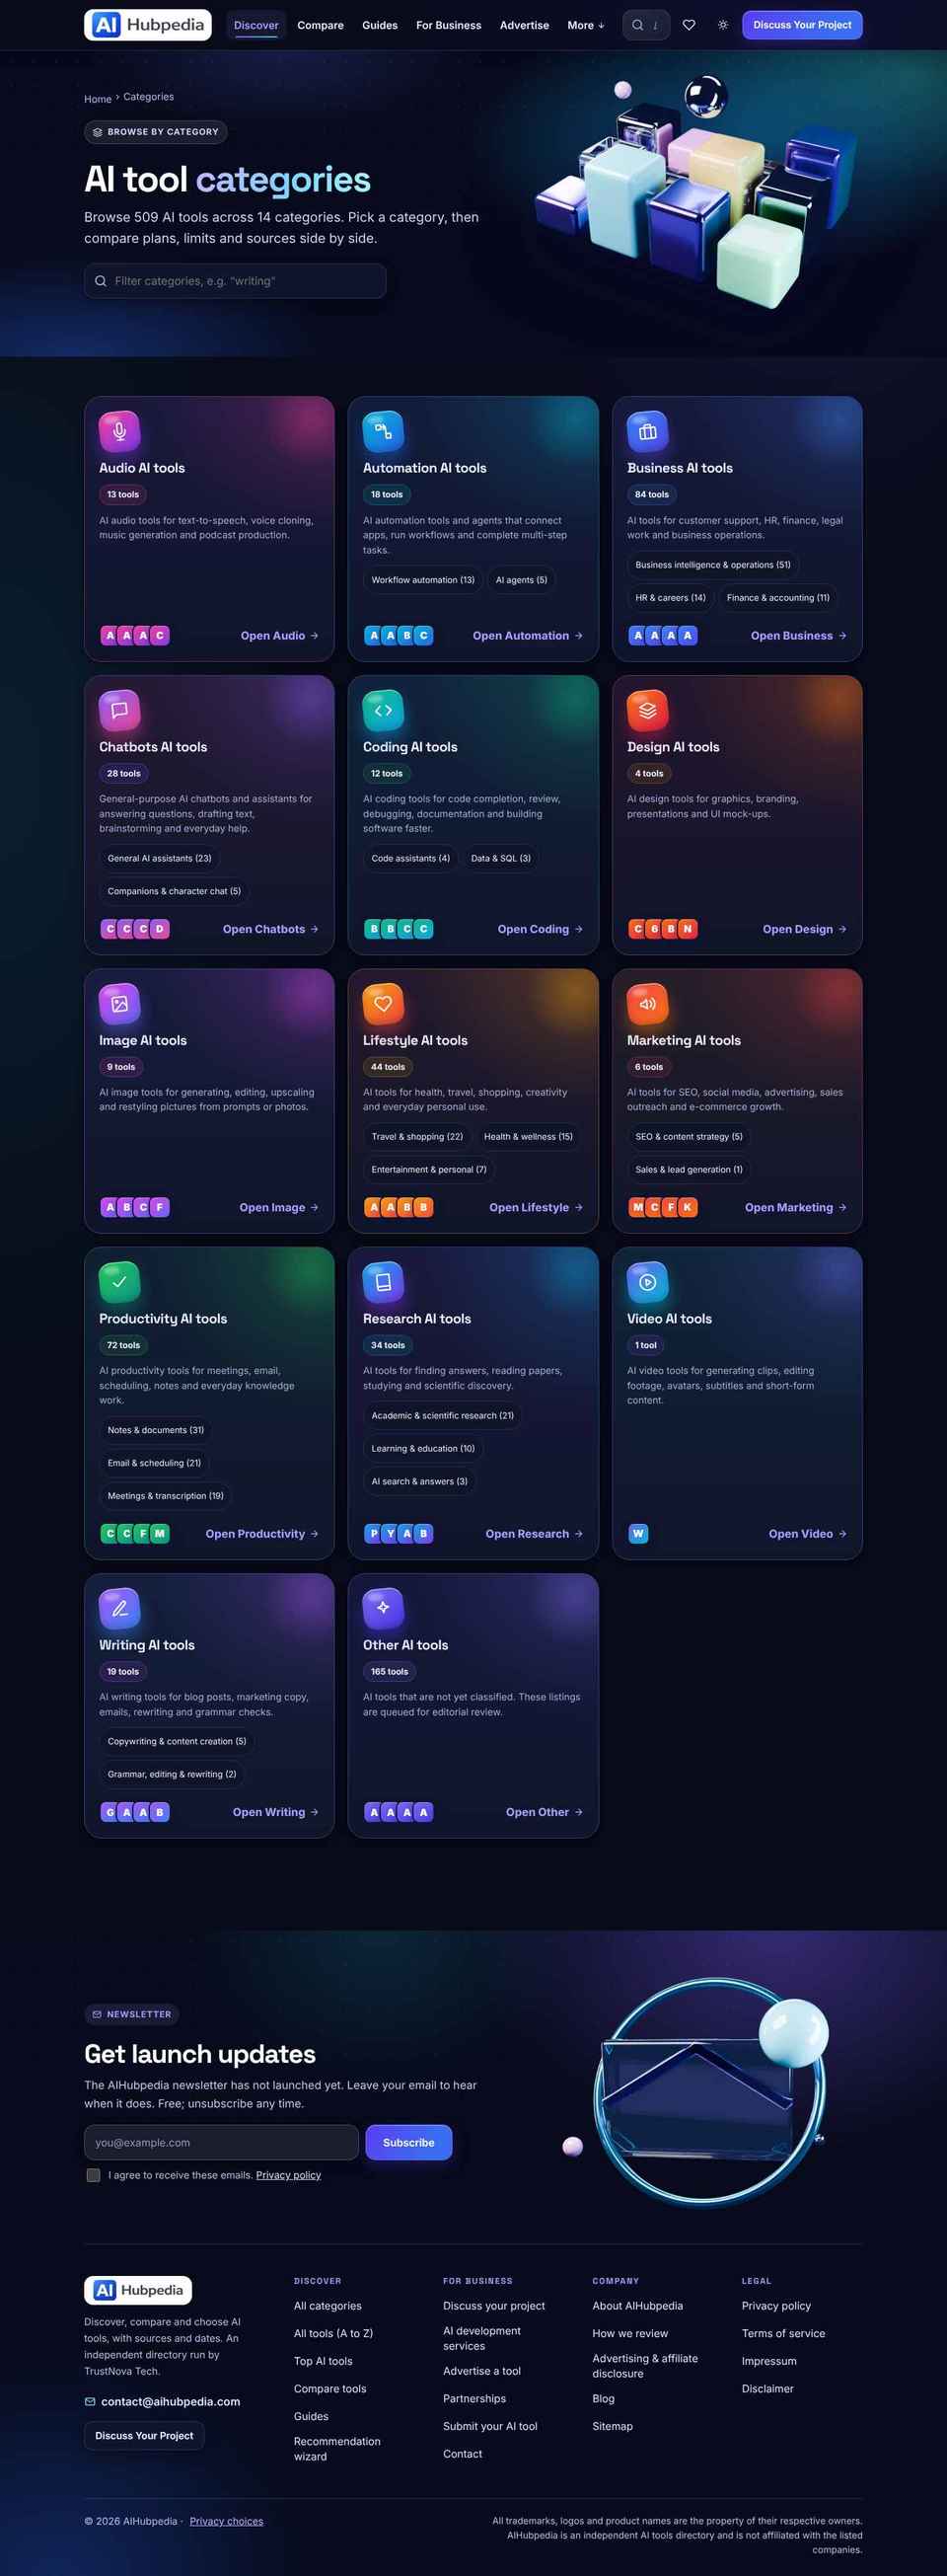 AI Hubpedia
Discover
Compare
Guides
For Business
Advertise
More ↓
/
Discuss Your Project
Home › Categories
BROWSE BY CATEGORY
AI tool categories
Browse 509 AI tools across 14 categories. Pick a category, then
compare plans, limits and sources side by side.
Filter categories, e.g. "writing"
Audio AI tools
13 tools
AI audio tools for text-to-speech, voice cloning,
music generation and podcast production.
A A A C
Open Audio →
Automation AI tools
18 tools
AI automation tools and agents that connect
apps, run workflows and complete multi-step
tasks.
Workflow automation (13)
AI agents (5)
A A B C
Open Automation →
Business AI tools
84 tools
AI tools for customer support, HR, finance, legal
work and business operations.
Business intelligence & operations (51)
HR & careers (14)
Finance & accounting (11)
A A A A
Open Business →
Chatbots AI tools
28 tools
General-purpose AI chatbots and assistants for
answering questions, drafting text,
brainstorming and everyday help.
General AI assistants (23)
Companions & character chat (5)
C C C D
Open Chatbots →
Coding AI tools
12 tools
AI coding tools for code completion, review,
debugging, documentation and building
software faster.
Code assistants (4)
Data & SQL (3)
B B C C
Open Coding →
Design AI tools
4 tools
AI design tools for graphics, branding,
presentations and UI mock-ups.
C 6 B N
Open Design →
Image AI tools
9 tools
AI image tools for generating, editing, upscaling
and restyling pictures from prompts or photos.
A B C F
Open Image →
Lifestyle AI tools
44 tools
AI tools for health, travel, shopping, creativity
and everyday personal use.
Travel & shopping (22)
Health & wellness (15)
Entertainment & personal (7)
A A B B
Open Lifestyle →
Marketing AI tools
6 tools
AI tools for SEO, social media, advertising, sales
outreach and e-commerce growth.
SEO & content strategy (5)
Sales & lead generation (1)
M C F K
Open Marketing →
Productivity AI tools
72 tools
AI productivity tools for meetings, email,
scheduling, notes and everyday knowledge
work.
Notes & documents (31)
Email & scheduling (21)
Meetings & transcription (19)
C C F M
Open Productivity →
Research AI tools
34 tools
AI tools for finding answers, reading papers,
studying and scientific discovery.
Academic & scientific research (21)
Learning & education (10)
AI search & answers (3)
P Y A B
Open Research →
Video AI tools
1 tool
AI video tools for generating clips, editing
footage, avatars, subtitles and short-form
content.
W
Open Video →
Writing AI tools
19 tools
AI writing tools for blog posts, marketing copy,
emails, rewriting and grammar checks.
Copywriting & content creation (5)
Grammar, editing & rewriting (2)
G A A B
Open Writing →
Other AI tools
165 tools
AI tools that are not yet classified. These listings
are queued for editorial review.
A A A A
Open Other →
NEWSLETTER
Get launch updates
The AIHubpedia newsletter has not launched yet. Leave your email to hear
when it does. Free; unsubscribe any time.
you@example.com
Subscribe
I agree to receive these emails. Privacy policy
AI Hubpedia
Discover, compare and choose AI
tools, with sources and dates. An
independent directory run by
TrustNova Tech.
contact@aihubpedia.com
Discuss Your Project
DISCOVER
All categories
All tools (A to Z)
Top AI tools
Compare tools
Guides
Recommendation
wizard
FOR BUSINESS
Discuss your project
AI development
services
Advertise a tool
Partnerships
Submit your AI tool
Contact
COMPANY
About AIHubpedia
How we review
Advertising & affiliate
disclosure
Blog
Sitemap
LEGAL
Privacy policy
Terms of service
Impressum
Disclaimer
© 2026 AIHubpedia · Privacy choices
All trademarks, logos and product names are the property of their respective owners.
AIHubpedia is an independent AI tools directory and is not affiliated with the listed
companies.